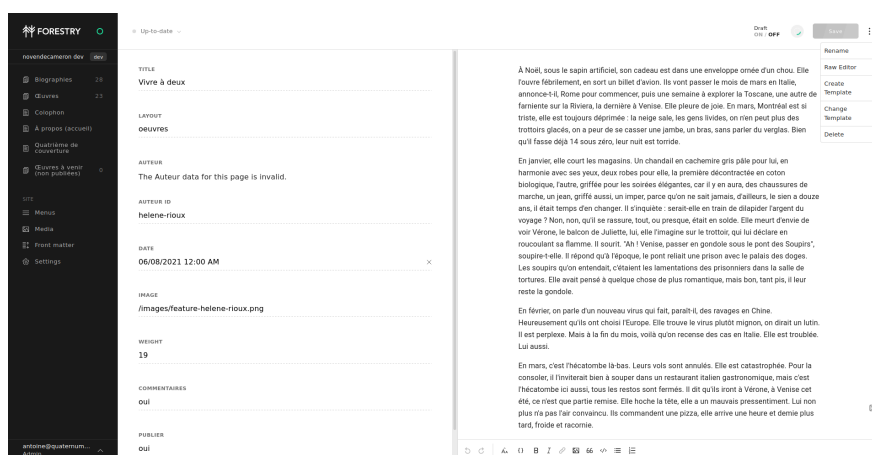 FORESTRY
Up-to-date
Draft
ON / OFF
Save
nevendecameron dev dev
Biographies 28
Œuvres 23
Colophon
À propos (accueil)
Quatrième de
couverture
Œuvres à venir
(non publiées) 0
SITE
Menus
Media
Front matter
Settings
antoine@quaternum...
Admin
TITLE
Vivre à deux
LAYOUT
oeuvres
AUTEUR
The Auteur data for this page is invalid.
AUTEUR ID
helene-rioux
DATE
06/08/2021 12:00 AM
IMAGE
/images/feature-helene-rioux.png
WEIGHT
19
COMMENTAIRES
oui
PUBLIER
oui
À Noël, sous le sapin artificiel, son cadeau est dans une enveloppe ornée d'un chou. Elle
l'ouvre fébrilement, en sort un billet d'avion. Ils vont passer le mois de mars en Italie,
annonce-t-il, Rome pour commencer, puis une semaine à explorer la Toscane, une autre de
farniente sur la Riviera, la dernière à Venise. Elle pleure de joie. En mars, Montréal est si
triste, elle est toujours déprimée : la neige sale, les gens livides, on n'en peut plus des
trottoirs glacés, on a peur de se casser une jambe, un bras, sans parler du verglas. Bien
qu'il fasse déjà 14 sous zéro, leur nuit est torride.
En janvier, elle court les magasins. Un chandail en cachemire gris pâle pour lui, en
harmonie avec ses yeux, deux robes pour elle, la première décontractée en coton
biologique, l'autre, griffée pour les soirées élégantes, car il y en aura, des chaussures de
marche, un jean, griffé aussi, un imper, parce qu'on ne sait jamais, d'ailleurs, le sien a douze
ans, il était temps d'en changer. Il s'inquiète : serait-elle en train de dilapider l'argent du
voyage ? Non, non, qu'il se rassure, tout, ou presque, était en solde. Elle meurt d'envie de
voir Vérone, le balcon de Juliette, lui, elle l'imagine sur le trottoir, qui lui déclare en
roucoulant sa flamme. Il sourit. "Ah ! Venise, passer en gondole sous le pont des Soupirs",
soupire-t-elle. Il répond qu'à l'époque, le pont reliait une prison avec le palais des doges.
Les soupirs qu'on entendait, c'étaient les lamentations des prisonniers dans la salle de
tortures. Elle avait pensé à quelque chose de plus romantique, mais bon, tant pis, il leur
reste la gondole.
En février, on parle d'un nouveau virus qui fait, paraît-il, des ravages en Chine.
Heureusement qu'ils ont choisi l'Europe. Elle trouve le virus plutôt mignon, on dirait un lutin.
Il est perplexe. Mais à la fin du mois, voilà qu'on recense des cas en Italie. Elle est troublée.
Lui aussi.
En mars, c'est l'hécatombe là-bas. Leurs vols sont annulés. Elle est catastrophée. Pour la
consoler, il l'inviterait bien à souper dans un restaurant italien gastronomique, mais c'est
l'hécatombe ici aussi, tous les restos sont fermés. Il dit qu'ils iront à Vérone, à Venise cet
été, ce n'est que partie remise. Elle hoche la tête, elle a un mauvais pressentiment. Lui non
plus n'a pas l'air convaincu. Ils commandent une pizza, elle arrive une heure et demie plus
tard, froide et racornie.
Rename
Raw Editor
Create
Template
Change
Template
Delete